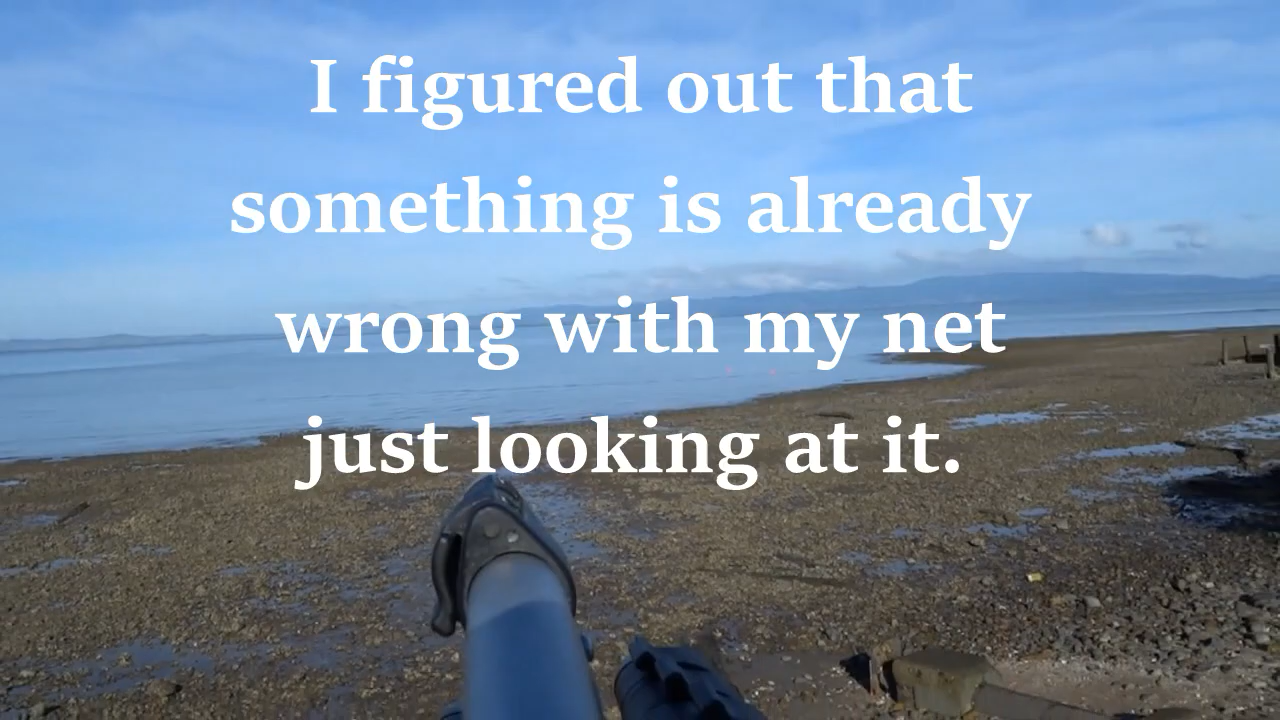 I figured out that
something is already
wrong with my net
just looking at it.